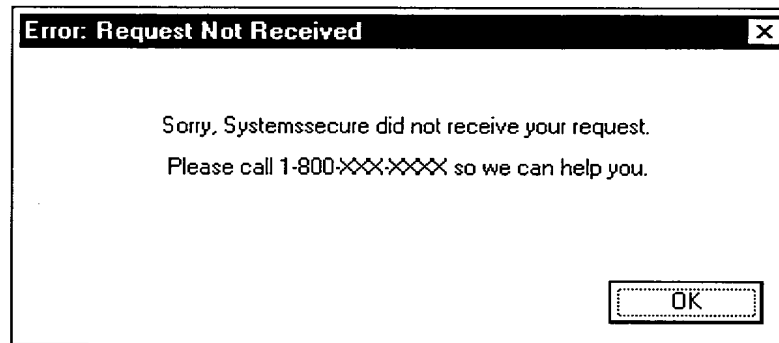 Error: Request Not Received
Sorry, Systemssecure did not receive your request.
Please call 1-800-XXX-XXXX so we can help you.
OK